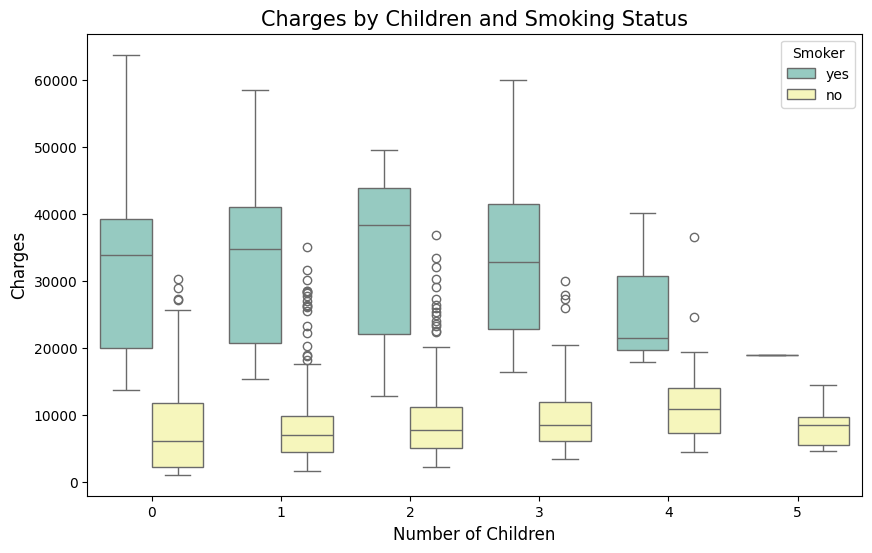 Charges by Children and Smoking Status
Smoker
yes
no
Charges
60000
50000
40000
30000
20000
10000
0
0 1 2 3 4 5
Number of Children